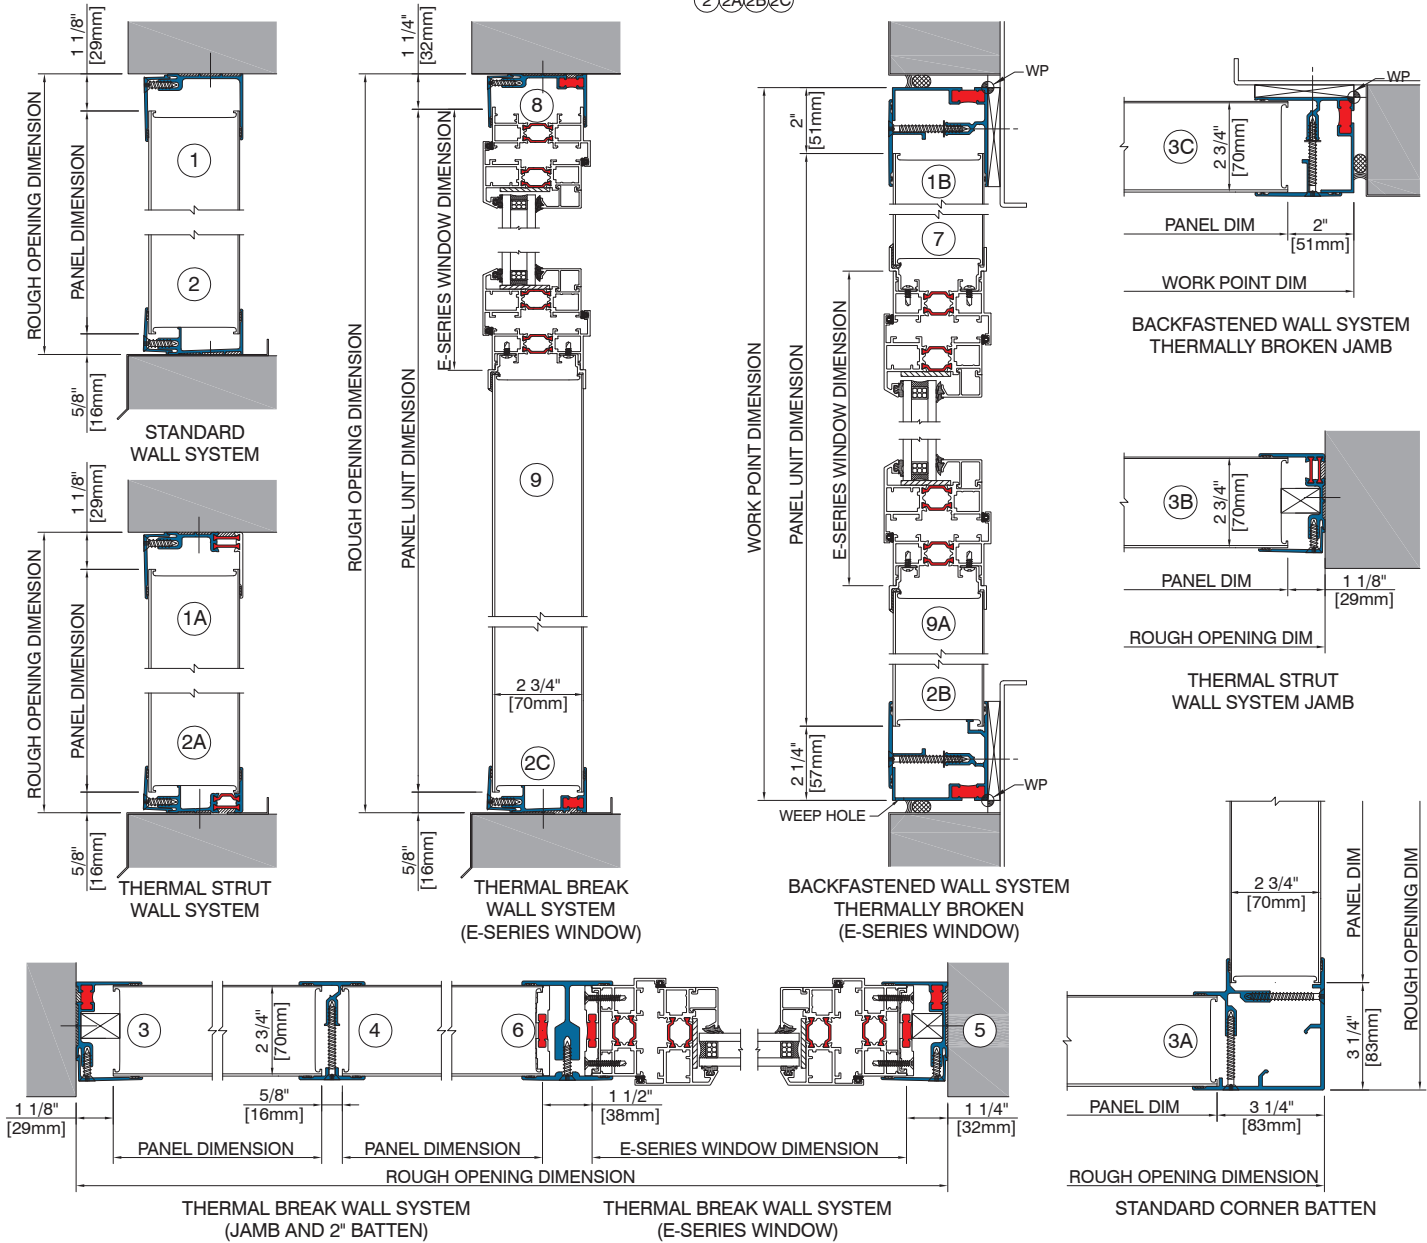 2 2A 2B 2C
1 1/8"
[29mm]
ROUGH OPENING DIMENSION
PANEL DIMENSION
1
2
5/8"
[16mm]
STANDARD
WALL SYSTEM
1 1/8"
[29mm]
ROUGH OPENING DIMENSION
PANEL DIMENSION
1A
2A
5/8"
[16mm]
THERMAL STRUT
WALL SYSTEM
1 1/4"
[32mm]
ROUGH OPENING DIMENSION
PANEL UNIT DIMENSION
E-SERIES WINDOW DIMENSION
8
9
2 3/4"
[70mm]
2C
5/8"
[16mm]
THERMAL BREAK
WALL SYSTEM
(E-SERIES WINDOW)
WP
2"
[51mm]
WORK POINT DIMENSION
PANEL UNIT DIMENSION
E-SERIES WINDOW DIMENSION
1B
7
9A
2B
2 1/4"
[57mm]
WP
WEEP HOLE
BACKFASTENED WALL SYSTEM
THERMALLY BROKEN
(E-SERIES WINDOW)
WP
3C
2 3/4"
[70mm]
PANEL DIM
2"
[51mm]
WORK POINT DIM
BACKFASTENED WALL SYSTEM
THERMALLY BROKEN JAMB
3B
2 3/4"
[70mm]
PANEL DIM
1 1/8"
[29mm]
ROUGH OPENING DIM
THERMAL STRUT
WALL SYSTEM JAMB
3
2 3/4"
[70mm]
4
6
5
1 1/8"
[29mm]
5/8"
[16mm]
1 1/2"
[38mm]
1 1/4"
[32mm]
PANEL DIMENSION
PANEL DIMENSION
E-SERIES WINDOW DIMENSION
ROUGH OPENING DIMENSION
THERMAL BREAK WALL SYSTEM
(JAMB AND 2" BATTEN)
THERMAL BREAK WALL SYSTEM
(E-SERIES WINDOW)
2 3/4"
[70mm]
PANEL DIM
ROUGH OPENING DIM
3A
3 1/4"
[83mm]
PANEL DIM
3 1/4"
[83mm]
ROUGH OPENING DIMENSION
STANDARD CORNER BATTEN